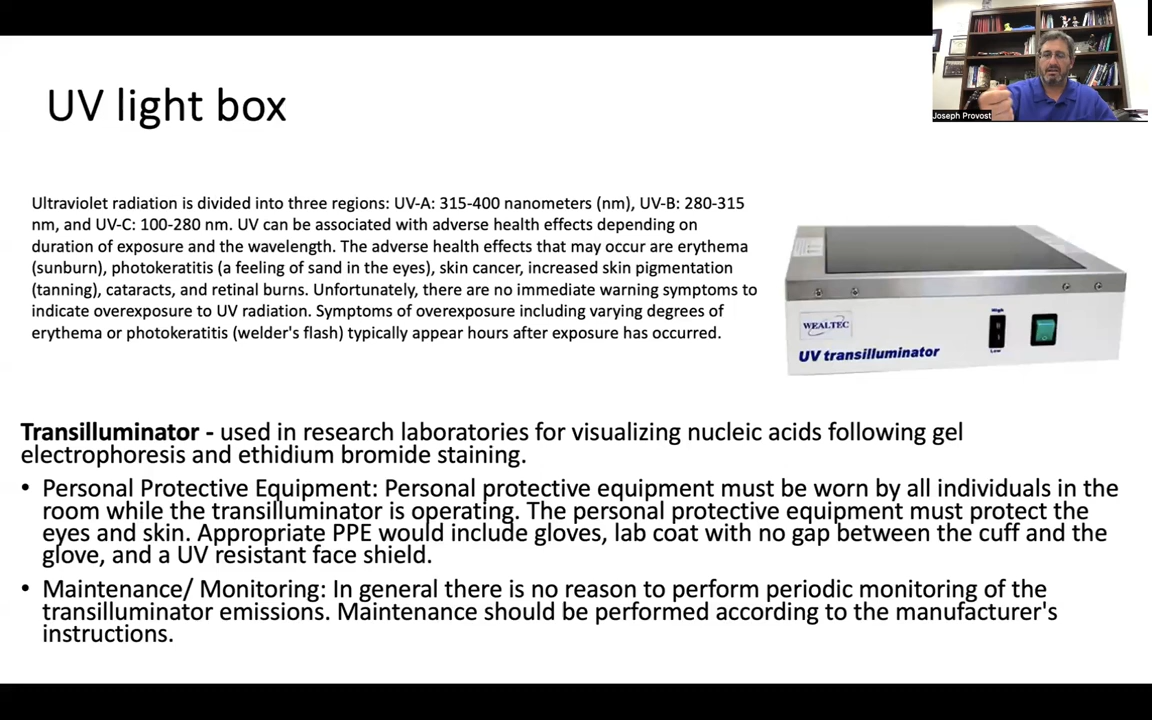 Joseph Provost
UV light box
Ultraviolet radiation is divided into three regions: UV-A: 315-400 nanometers (nm), UV-B: 280-315
nm, and UV-C: 100-280 nm. UV can be associated with adverse health effects depending on
duration of exposure and the wavelength. The adverse health effects that may occur are erythema
(sunburn), photokeratitis (a feeling of sand in the eyes), skin cancer, increased skin pigmentation
(tanning), cataracts, and retinal burns. Unfortunately, there are no immediate warning symptoms to
indicate overexposure to UV radiation. Symptoms of overexposure including varying degrees of
erythema or photokeratitis (welder's flash) typically appear hours after exposure has occurred.
High
WEALTEC
Low
UV transilluminator
Transilluminator - used in research laboratories for visualizing nucleic acids following gel
electrophoresis and ethidium bromide staining.
• Personal Protective Equipment: Personal protective equipment must be worn by all individuals in the
room while the transilluminator is operating. The personal protective equipment must protect the
eyes and skin. Appropriate PPE would include gloves, lab coat with no gap between the cuff and the
glove, and a UV resistant face shield.
• Maintenance/ Monitoring: In general there is no reason to perform periodic monitoring of the
transilluminator emissions. Maintenance should be performed according to the manufacturer's
instructions.